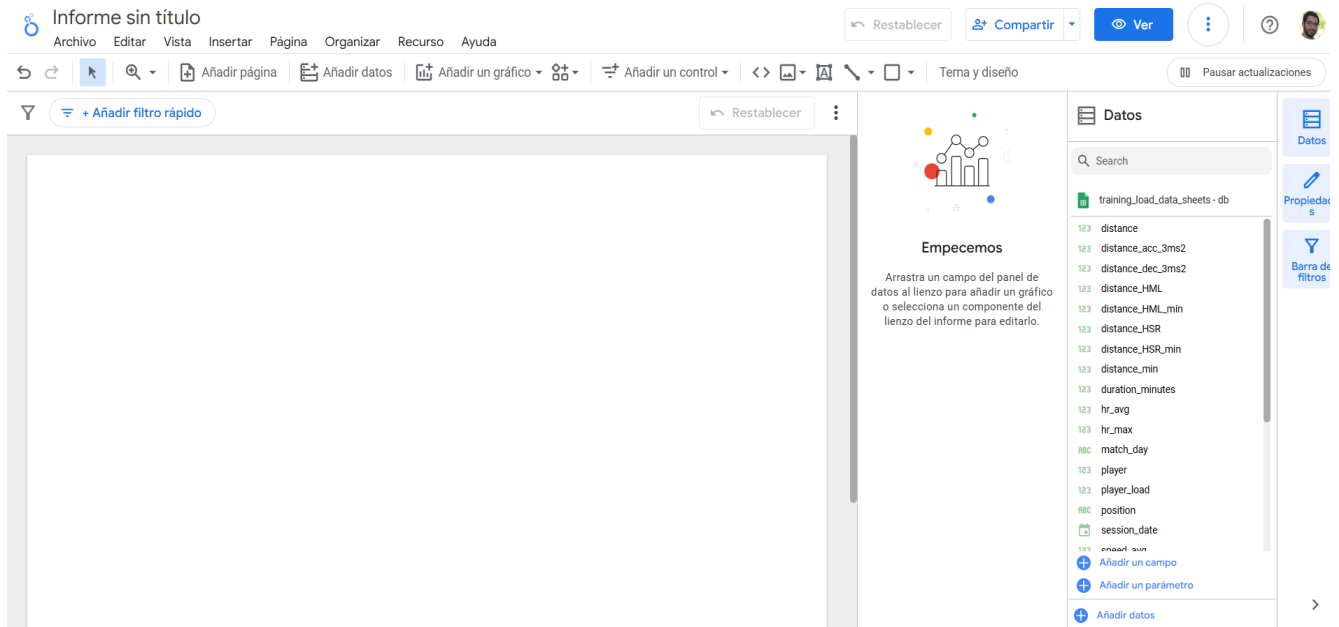 Informe sin título
Archivo Editar Vista Insertar Página Organizar Recurso Ayuda
Restablecer
Compartir
Ver
Añadir página
Añadir datos
Añadir un gráfico
Añadir un control
Tema y diseño
Pausar actualizaciones
+ Añadir filtro rápido
Restablecer
Empecemos
Arrastra un campo del panel de
datos al lienzo para añadir un gráfico
o selecciona un componente del
lienzo del informe para editarlo.
Datos
Search
training_load_data_sheets - db
123 distance
123 distance_acc_3ms2
123 distance_dec_3ms2
123 distance_HML
123 distance_HML_min
123 distance_HSR
123 distance_HSR_min
123 distance_min
123 duration_minutes
123 hr_avg
123 hr_max
ABC match_day
123 player
123 player_load
ABC position
session_date
123 speed_avg
Añadir un campo
Añadir un parámetro
Añadir datos
Datos
Propiedad
s
Barra de
filtros